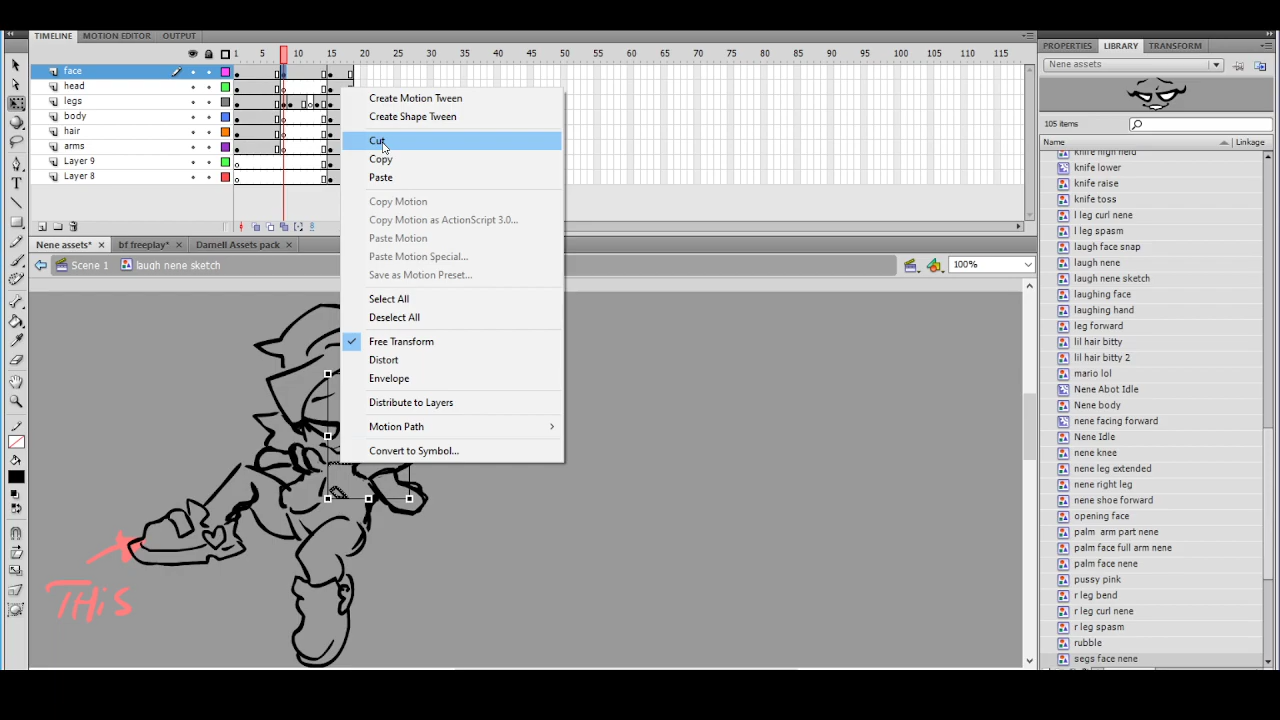 TIMELINE MOTION EDITOR OUTPUT
1 5 10 15 20 25 30 35 40 45 50 55 60 65 70 75 80 85 90 95 100 105 110 115
face
head
legs
body
hair
arms
Layer 9
Layer 8
Create Motion Tween
Create Shape Tween
Cut
Copy
Paste
Copy Motion
Copy Motion as ActionScript 3.0...
Paste Motion
Paste Motion Special...
Save as Motion Preset...
Select All
Deselect All
Free Transform
Distort
Envelope
Distribute to Layers
Motion Path
Convert to Symbol...
Nene assets* bf freeplay* Darnell Assets pack
Scene 1 laugh nene sketch
100%
THiS
PROPERTIES LIBRARY TRANSFORM
Nene assets
105 items
Name Linkage
knife high held
knife lower
knife raise
knife toss
l leg curl nene
l leg spasm
laugh face snap
laugh nene
laugh nene sketch
laughing face
laughing hand
leg forward
lil hair bitty
lil hair bitty 2
mario lol
Nene Abot Idle
Nene body
nene facing forward
Nene Idle
nene knee
nene leg extended
nene right leg
nene shoe forward
opening face
palm arm part nene
palm face full arm nene
palm face nene
pussy pink
r leg bend
r leg curl nene
r leg spasm
rubble
segs face nene